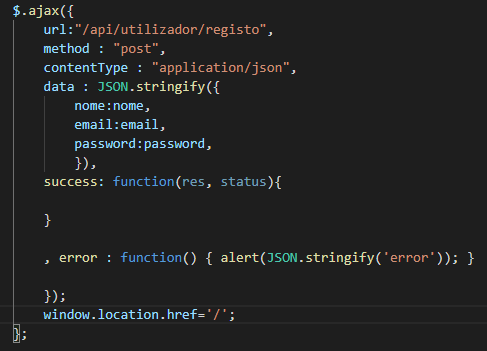 $.ajax({
url:"/api/utilizador/registo",
method : "post",
contentType : "application/json",
data : JSON.stringify({
nome:nome,
email:email,
password:password,
}),
success: function(res, status){
}
, error : function() { alert(JSON.stringify('error')); }
});
window.location.href='/';
};